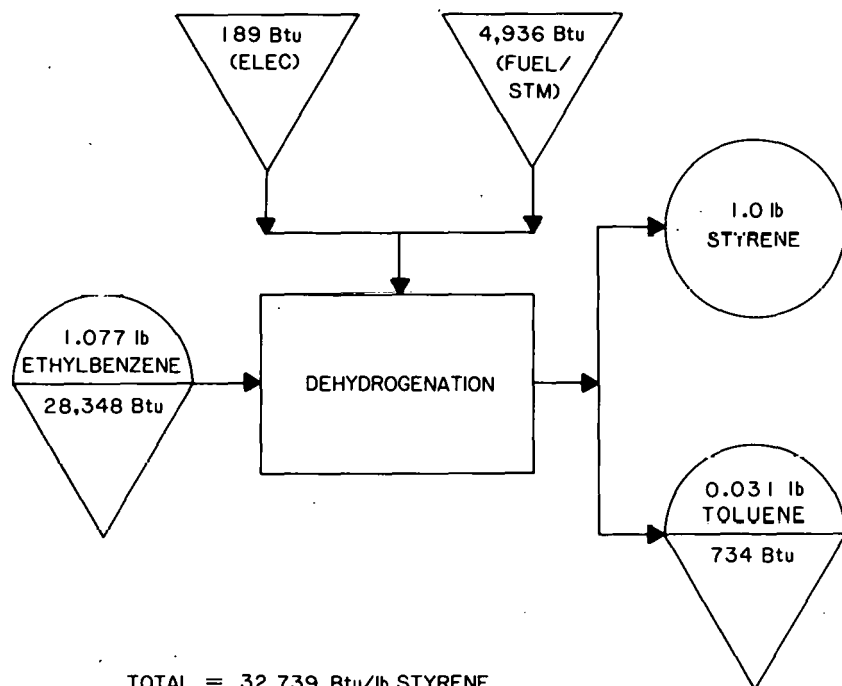 189 Btu
(ELEC)
4,936 Btu
(FUEL/
STM)
1.0 lb
STYRENE
1.077 lb
ETHYLBENZENE
28,348 Btu
DEHYDROGENATION
0.031 lb
TOLUENE
734 Btu
TOTAL = 32,739 Btu/lb STYRENE